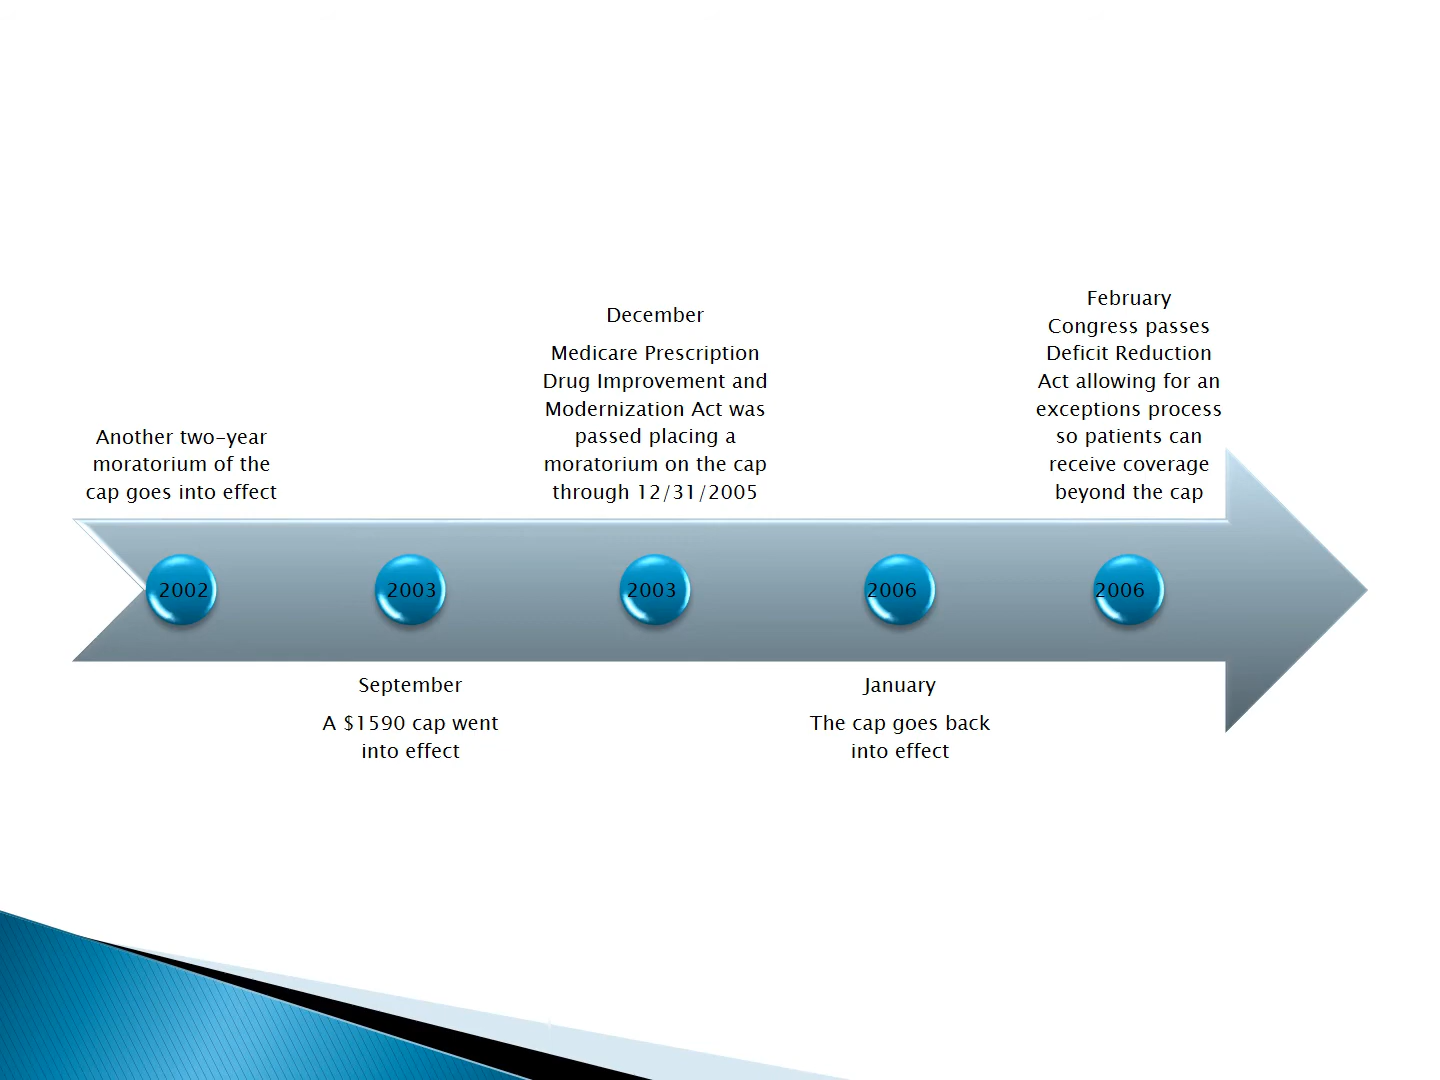 Another two-year
moratorium of the
cap goes into effect
2002
2003
September
A $1590 cap went
into effect
December
Medicare Prescription
Drug Improvement and
Modernization Act was
passed placing a
moratorium on the cap
through 12/31/2005
2003
2006
January
The cap goes back
into effect
February
Congress passes
Deficit Reduction
Act allowing for an
exceptions process
so patients can
receive coverage
beyond the cap
2006